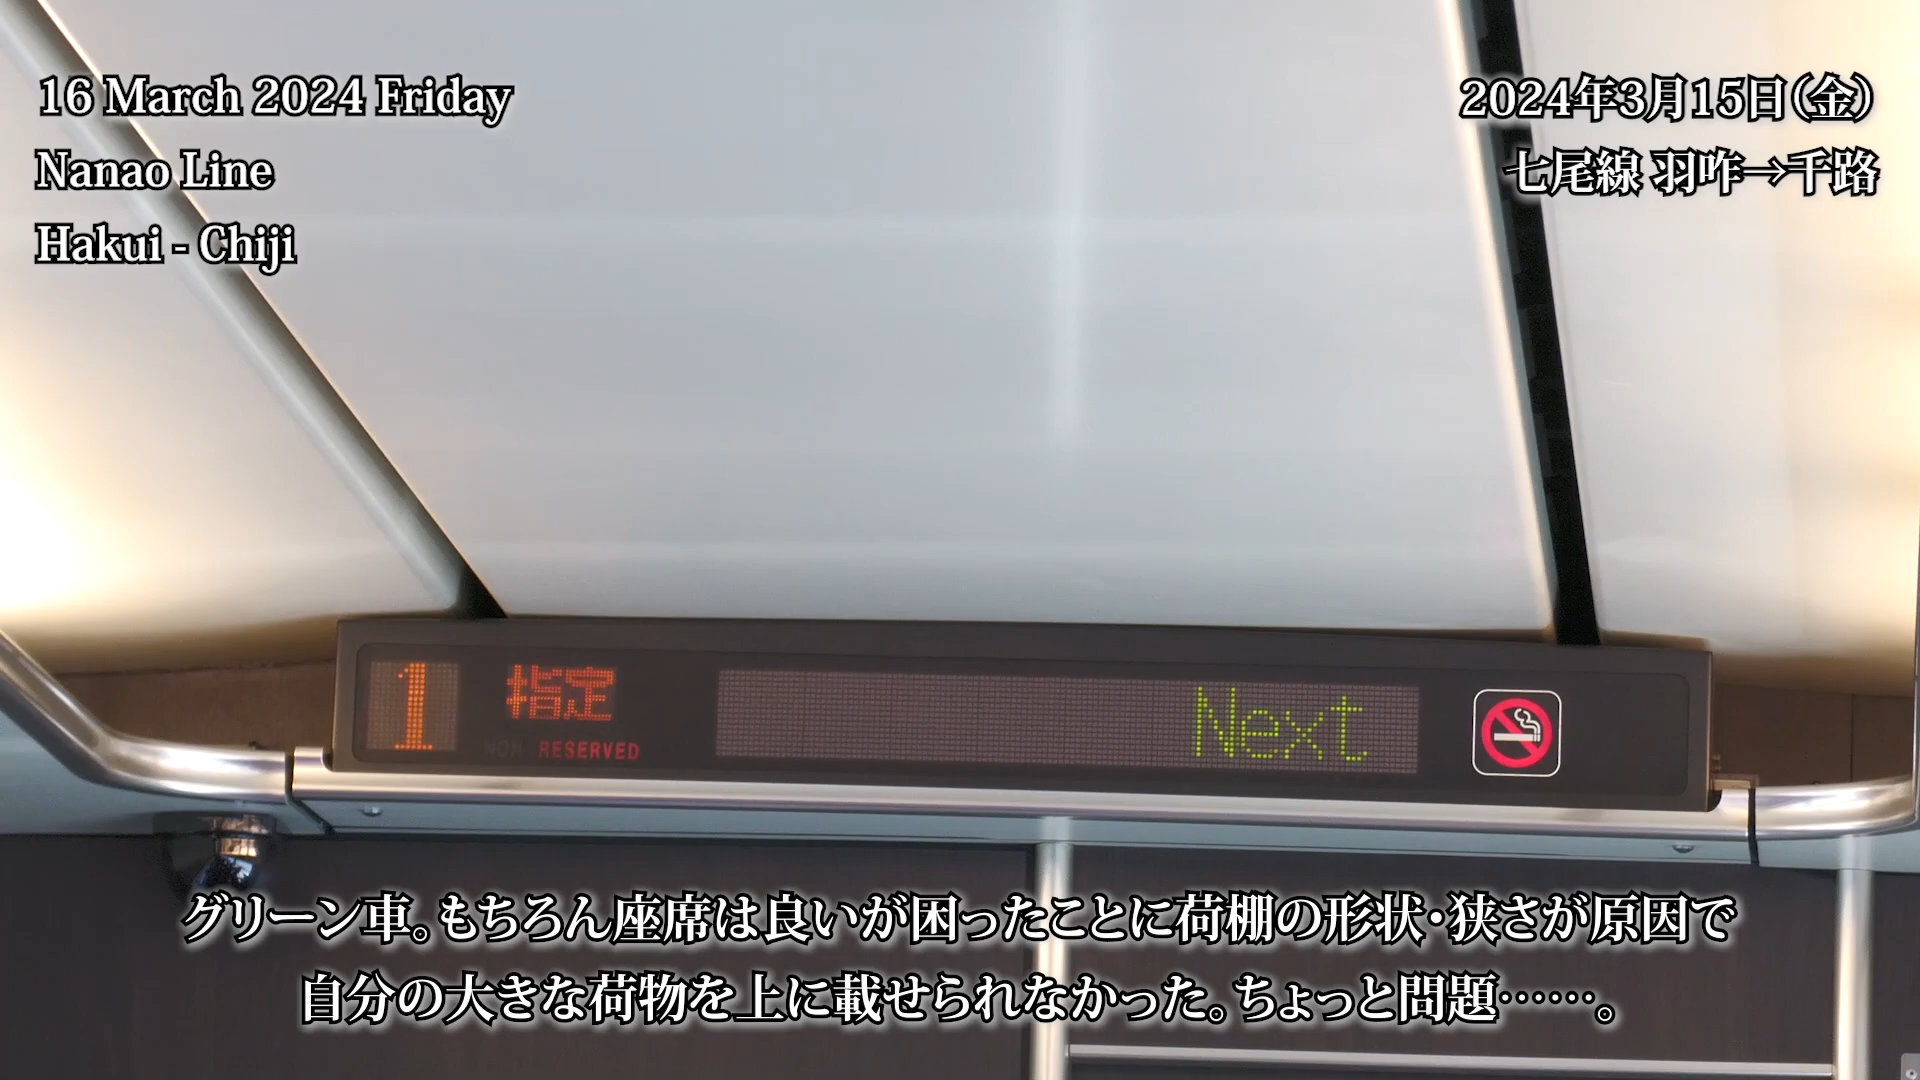 16 March 2024 Friday
Nanao Line
Hakui - Chiji
2024年3月15日（金）
七尾線 羽咋→千路
1 指定 Next
NON RESERVED
グリーン車。もちろん座席は良いが困ったことに荷棚の形状・狭さが原因で
自分の大きな荷物を上に載せられなかった。ちょっと問題……。